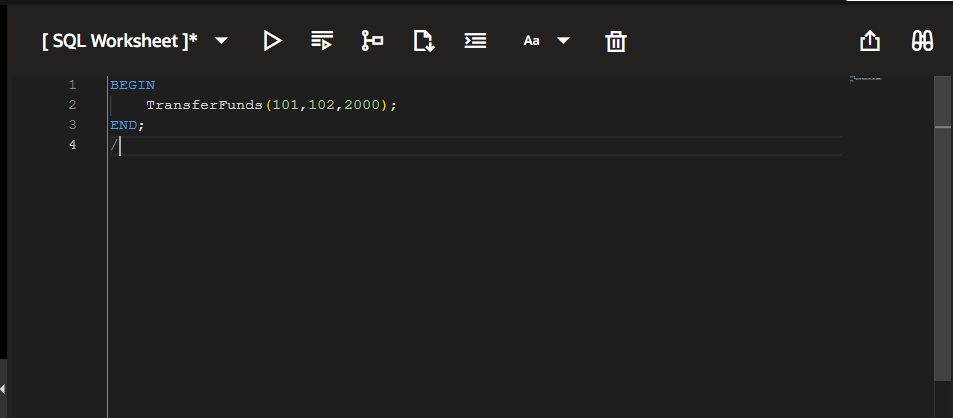 [ SQL Worksheet ]*
Aa
1 BEGIN
2 TransferFunds(101,102,2000);
3 END;
4 /